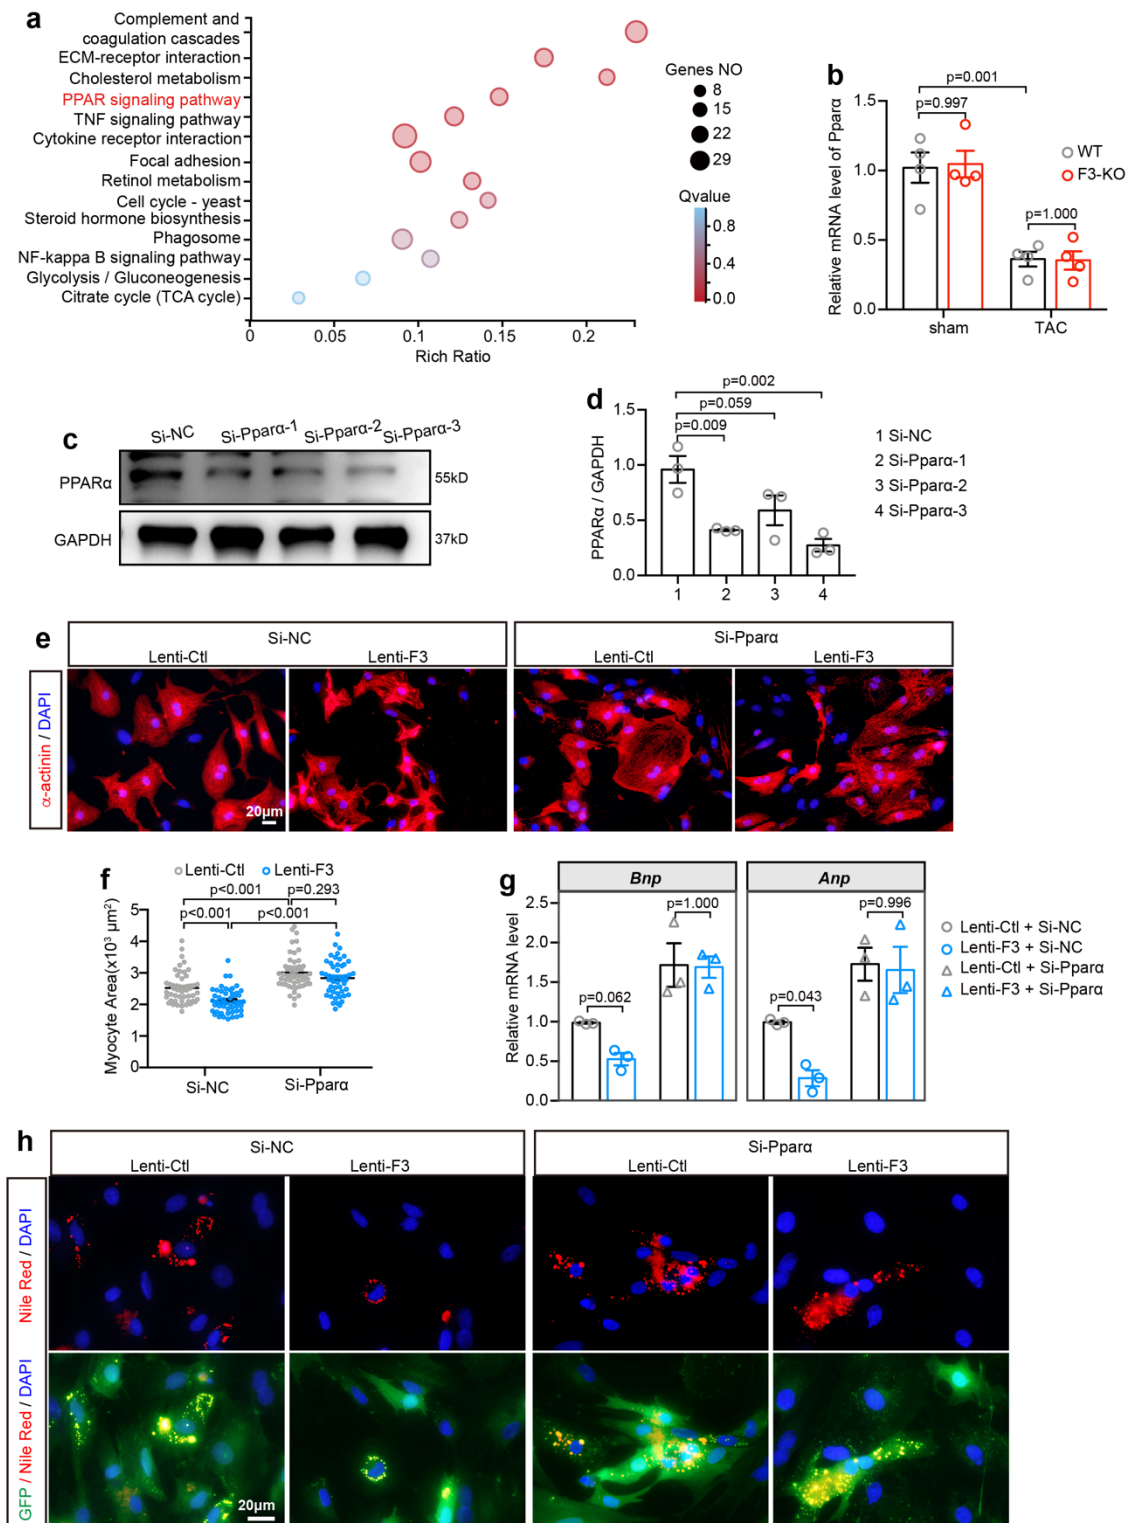 a
Complement and
coagulation cascades
ECM-receptor interaction
Cholesterol metabolism
PPAR signaling pathway
TNF signaling pathway
Cytokine receptor interaction
Focal adhesion
Retinol metabolism
Cell cycle - yeast
Steroid hormone biosynthesis
Phagosome
NF-kappa B signaling pathway
Glycolysis / Gluconeogenesis
Citrate cycle (TCA cycle)
0 0.05 0.1 0.15 0.2
Rich Ratio
Genes NO
8
15
22
29
Qvalue
0.8
0.4
0.0
b
p=0.001
p=0.997
p=1.000
WT
F3-KO
Relative mRNA level of Pparα
1.5
1.0
0.5
0.0
sham TAC
c
Si-NC Si-Pparα-1 Si-Pparα-2 Si-Pparα-3
PPARα 55kD
GAPDH 37kD
d
p=0.002
p=0.059
p=0.009
PPARα / GAPDH
1.5
1.0
0.5
0.0
1 2 3 4
1 Si-NC
2 Si-Pparα-1
3 Si-Pparα-2
4 Si-Pparα-3
e
Si-NC Si-Pparα
Lenti-Ctl Lenti-F3 Lenti-Ctl Lenti-F3
α-actinin / DAPI
20μm
f
Lenti-Ctl Lenti-F3
p<0.001 p=0.293
p<0.001 p<0.001
Myocyte Area(x10³ μm²)
5
4
3
2
1
0
Si-NC Si-Pparα
g
Bnp Anp
Relative mRNA level
2.5
2.0
1.5
1.0
0.5
0.0
p=0.062
p=1.000
p=0.043
p=0.996
Lenti-Ctl + Si-NC
Lenti-F3 + Si-NC
Lenti-Ctl + Si-Pparα
Lenti-F3 + Si-Pparα
h
Si-NC Si-Pparα
Lenti-Ctl Lenti-F3 Lenti-Ctl Lenti-F3
Nile Red / DAPI
GFP / Nile Red / DAPI
20μm